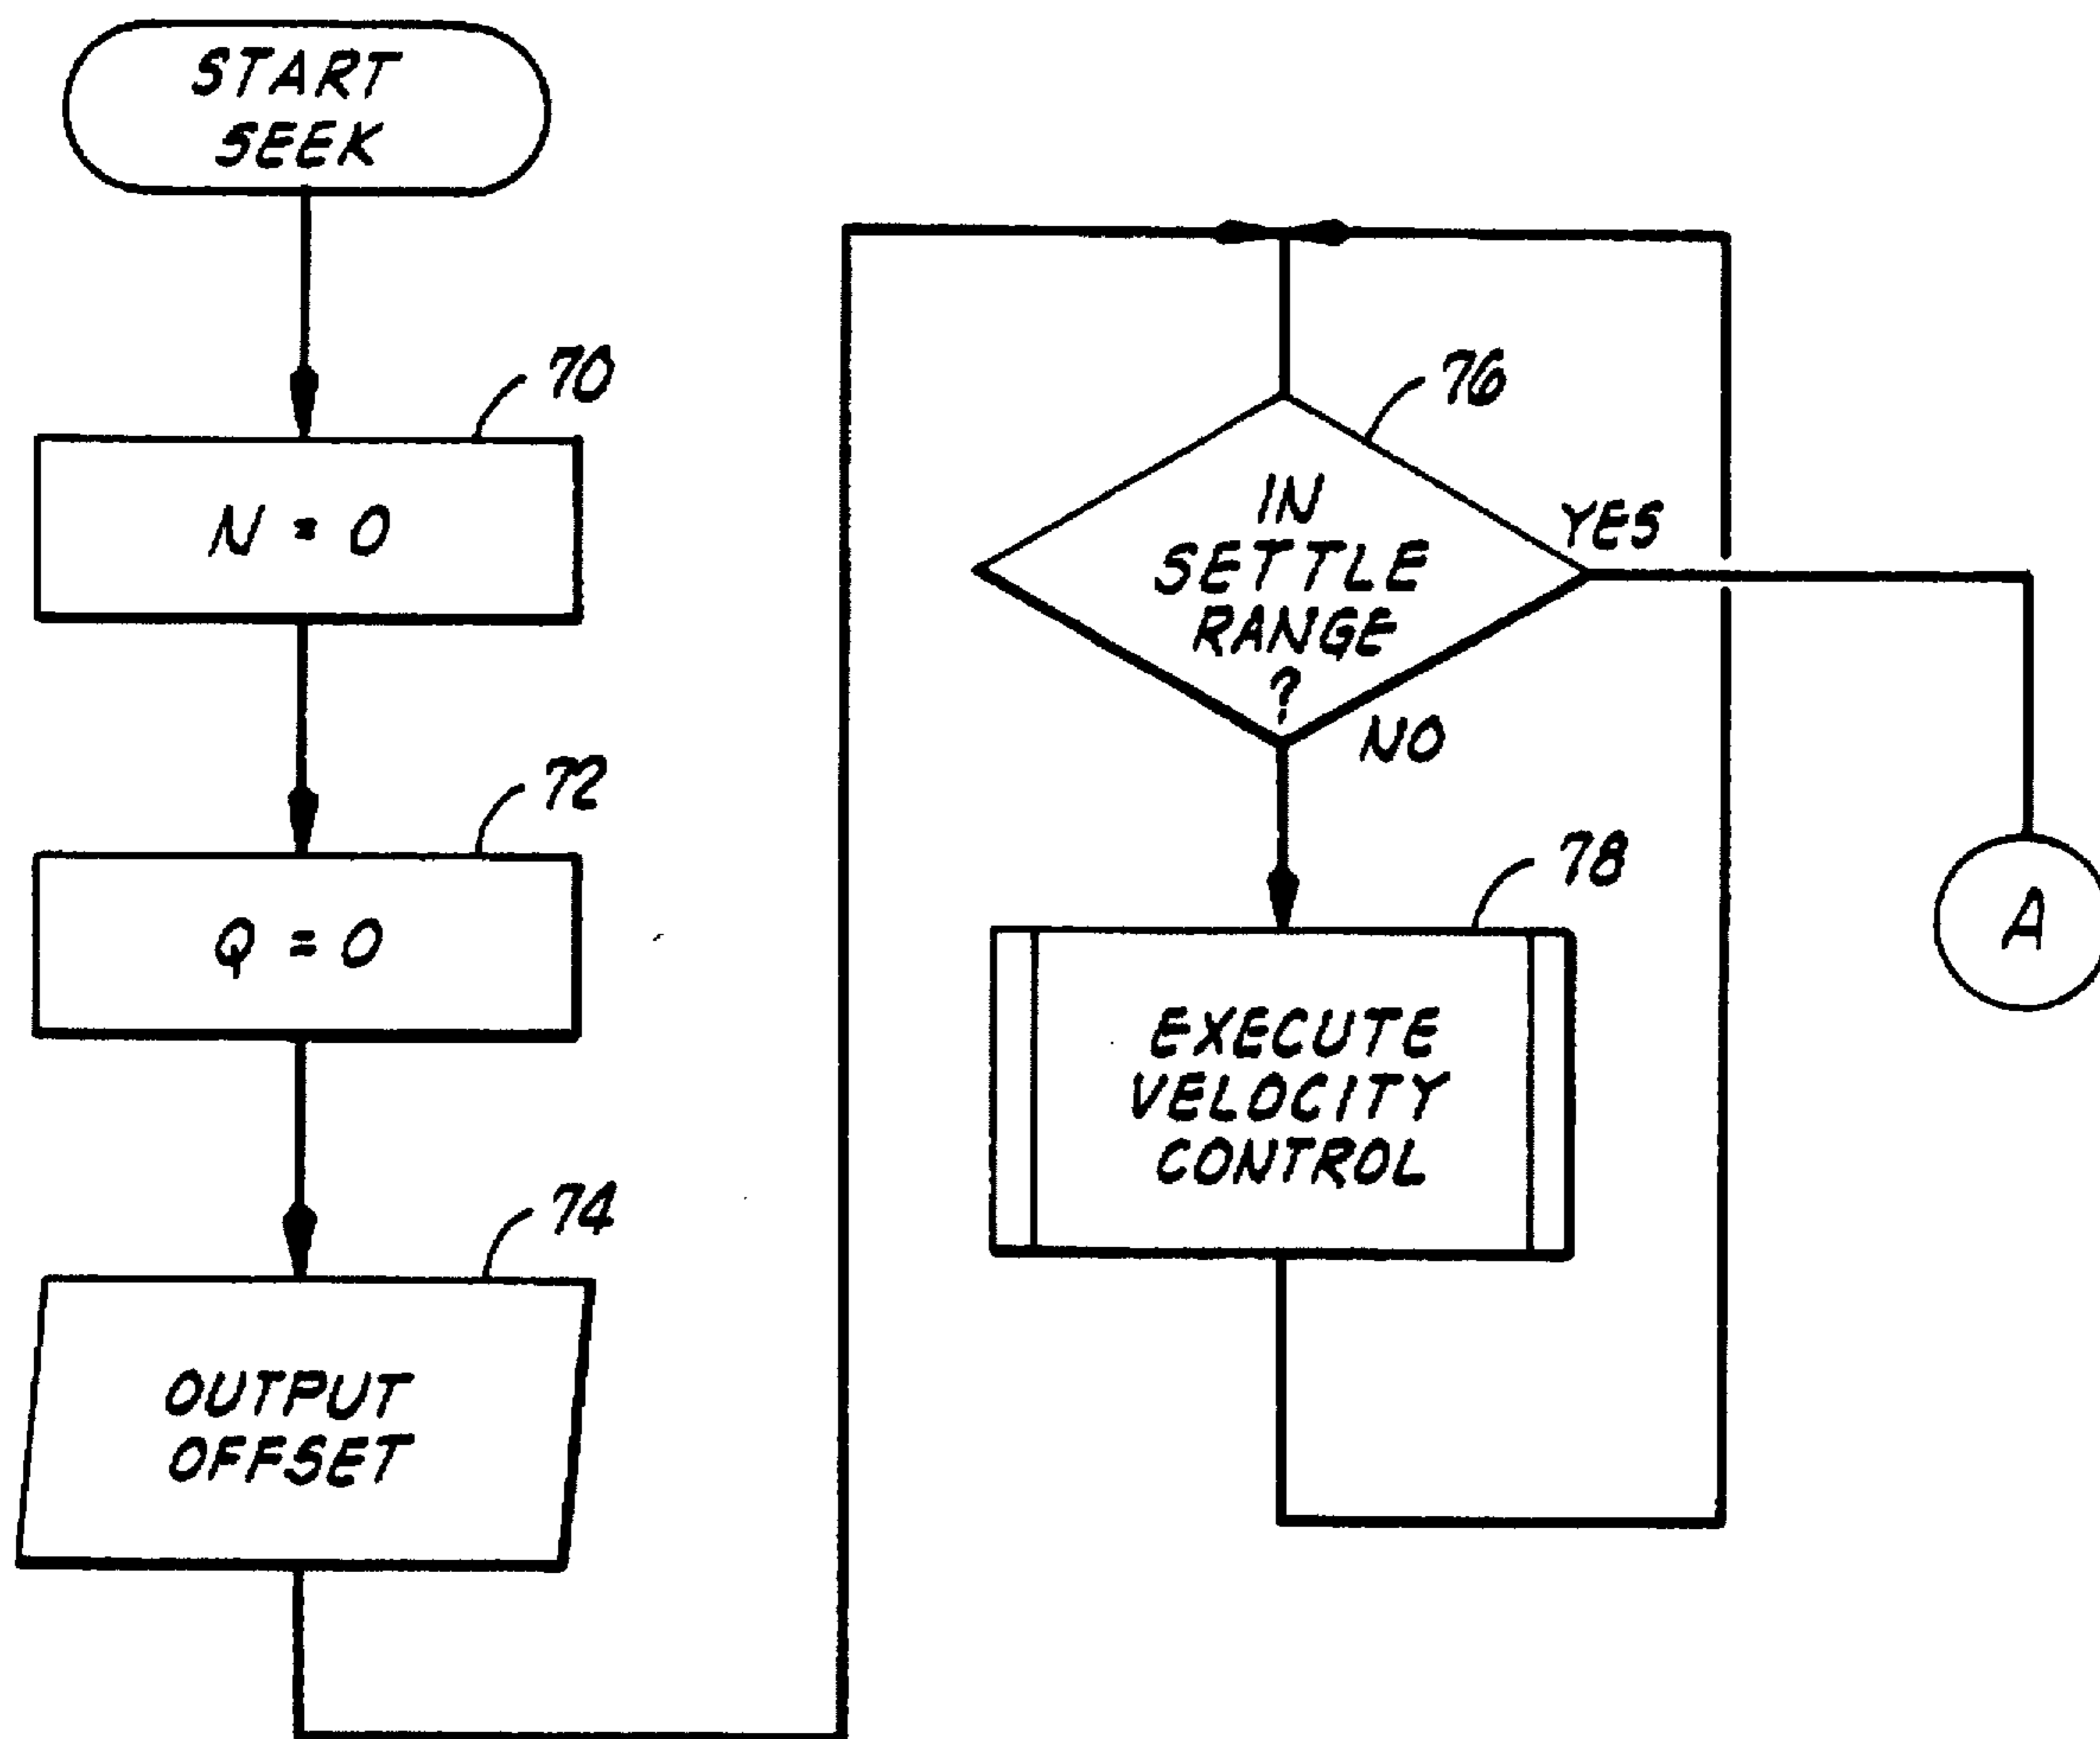 START
SEEK
70
N = 0
72
Q = 0
74
OUTPUT
OFFSET
76
IN
SETTLE
RANGE
?
YES
NO
78
EXECUTE
VELOCITY
CONTROL
A